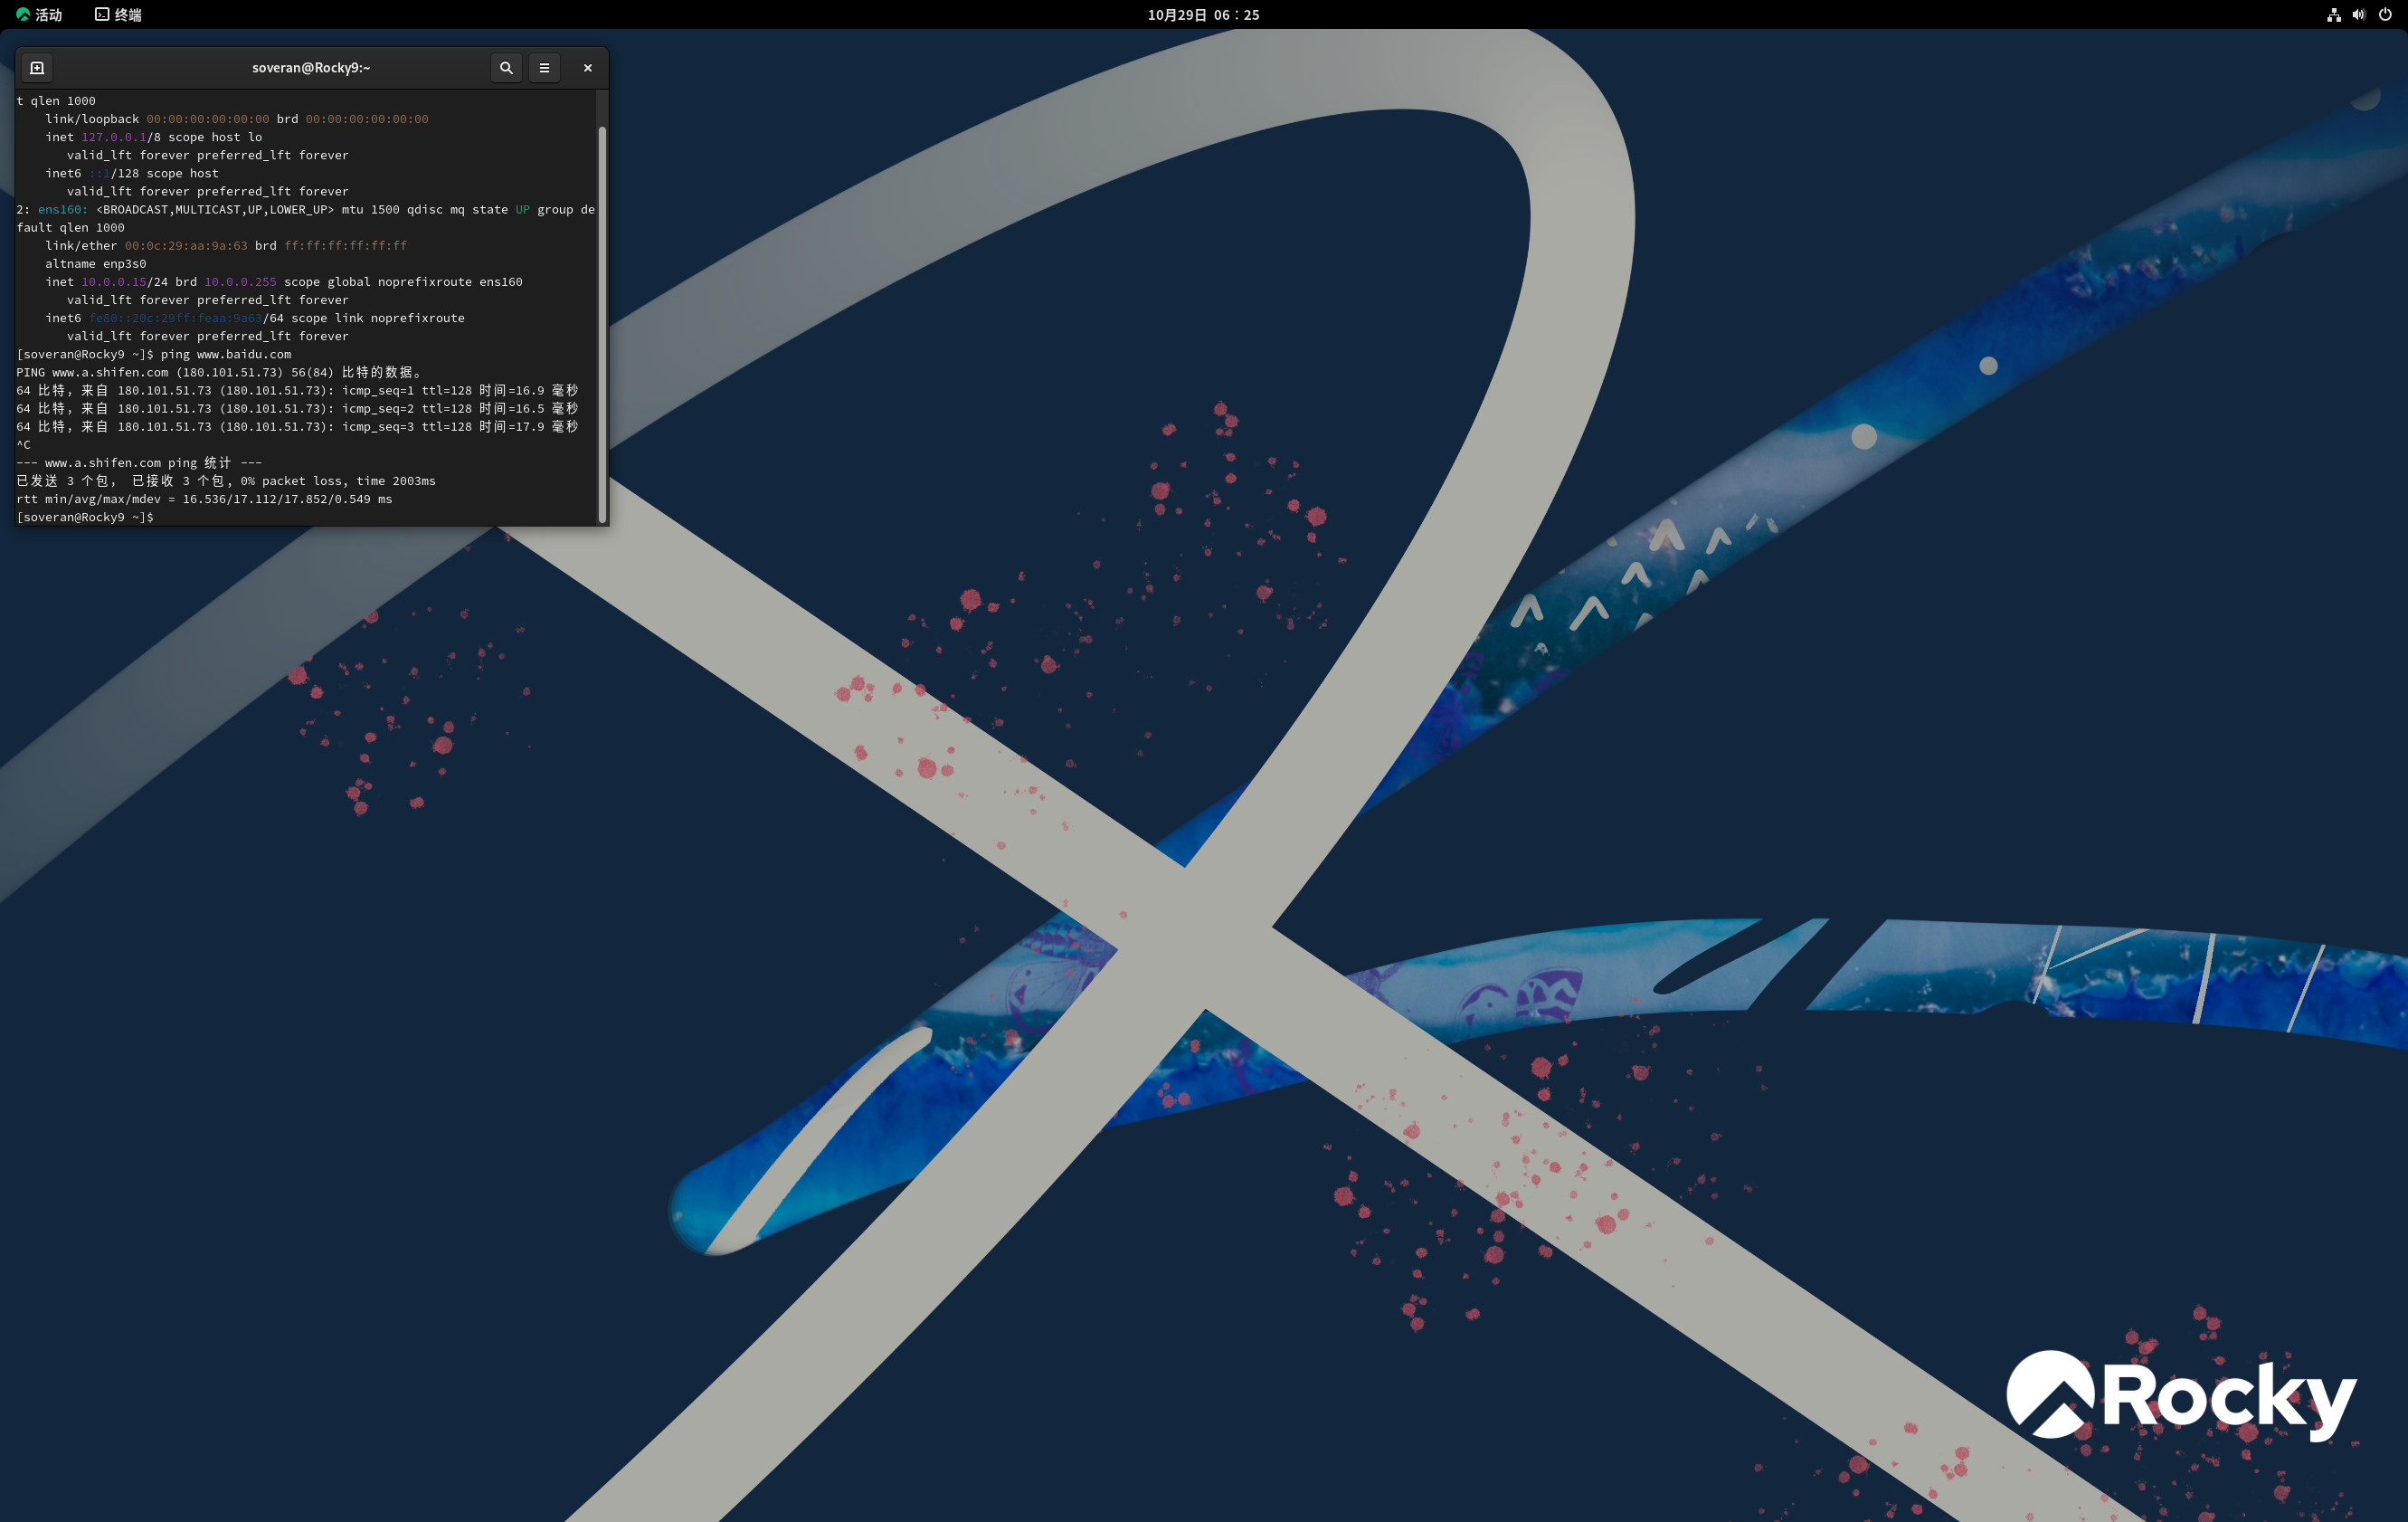 活动 终端 10月29日 06：25
soveran@Rocky9:~
t qlen 1000
    link/loopback 00:00:00:00:00:00 brd 00:00:00:00:00:00
    inet 127.0.0.1/8 scope host lo
       valid_lft forever preferred_lft forever
    inet6 ::1/128 scope host
       valid_lft forever preferred_lft forever
2: ens160: <BROADCAST,MULTICAST,UP,LOWER_UP> mtu 1500 qdisc mq state UP group de
fault qlen 1000
    link/ether 00:0c:29:aa:9a:63 brd ff:ff:ff:ff:ff:ff
    altname enp3s0
    inet 10.0.0.15/24 brd 10.0.0.255 scope global noprefixroute ens160
       valid_lft forever preferred_lft forever
    inet6 fe80::20c:29ff:feaa:9a63/64 scope link noprefixroute
       valid_lft forever preferred_lft forever
[soveran@Rocky9 ~]$ ping www.baidu.com
PING www.a.shifen.com (180.101.51.73) 56(84) 比特的数据。
64 比特，来自 180.101.51.73 (180.101.51.73): icmp_seq=1 ttl=128 时间=16.9 毫秒
64 比特，来自 180.101.51.73 (180.101.51.73): icmp_seq=2 ttl=128 时间=16.5 毫秒
64 比特，来自 180.101.51.73 (180.101.51.73): icmp_seq=3 ttl=128 时间=17.9 毫秒
^C
--- www.a.shifen.com ping 统计 ---
已发送 3 个包， 已接收 3 个包, 0% packet loss, time 2003ms
rtt min/avg/max/mdev = 16.536/17.112/17.852/0.549 ms
[soveran@Rocky9 ~]$
Rocky